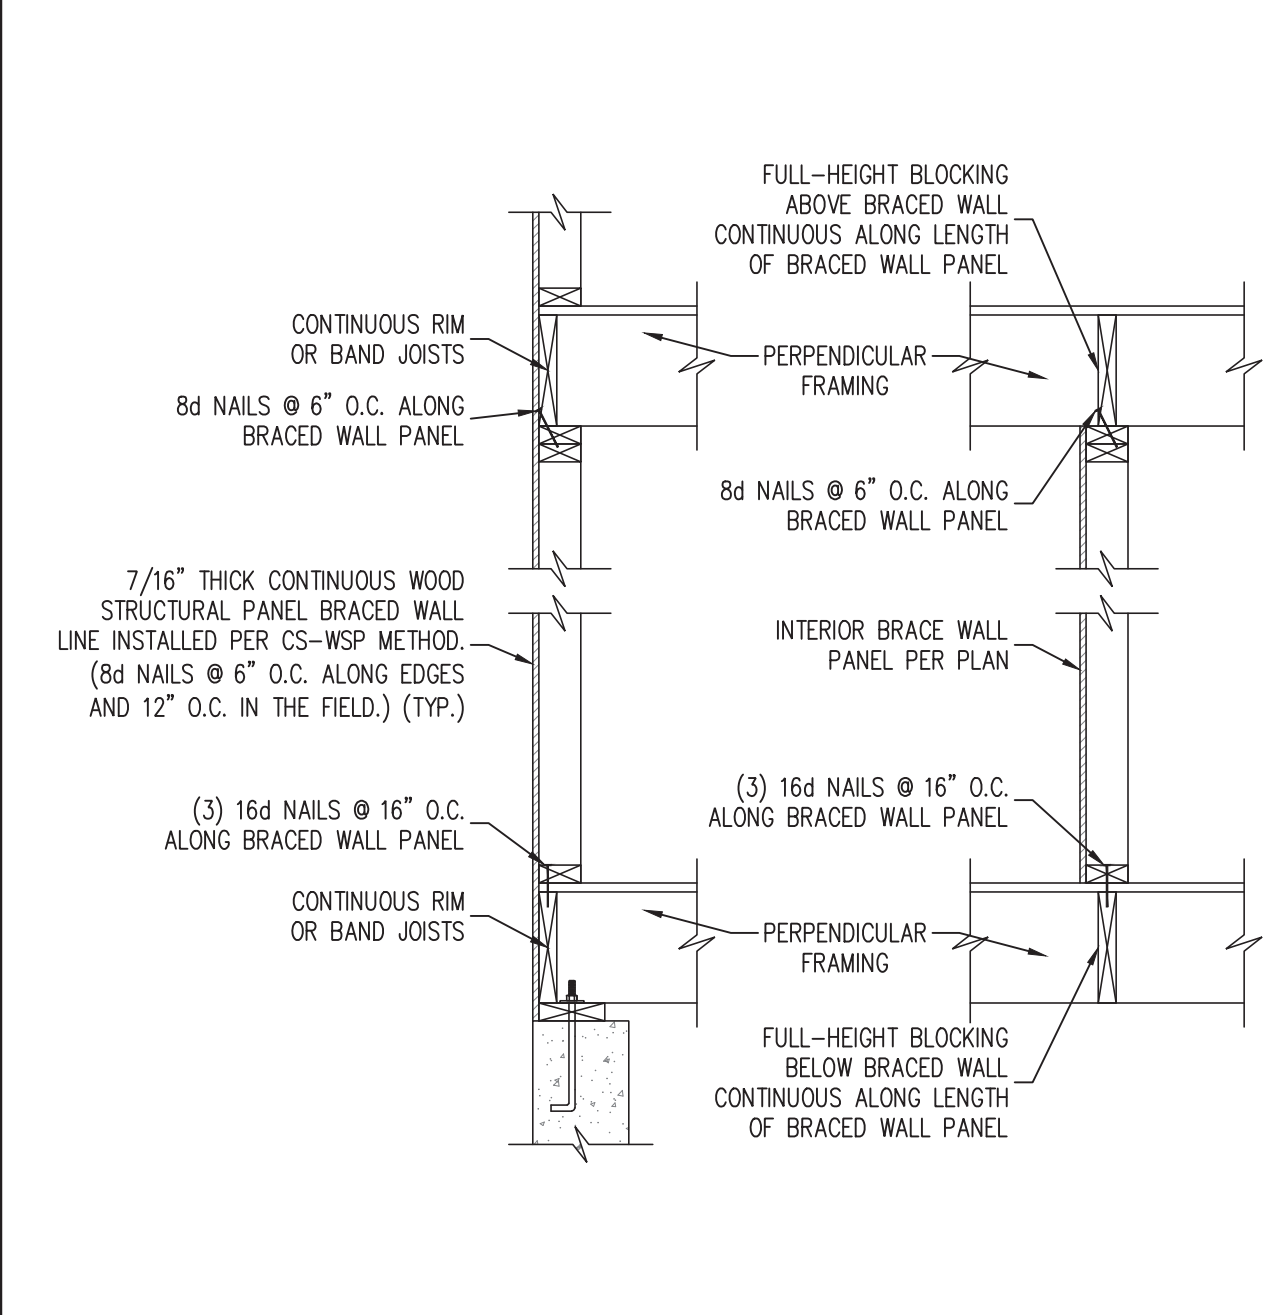 FULL-HEIGHT BLOCKING
ABOVE BRACED WALL
CONTINUOUS ALONG LENGTH
OF BRACED WALL PANEL
CONTINUOUS RIM
OR BAND JOISTS
PERPENDICULAR
FRAMING
8d NAILS @ 6" O.C. ALONG
BRACED WALL PANEL
8d NAILS @ 6" O.C. ALONG
BRACED WALL PANEL
7/16" THICK CONTINUOUS WOOD
STRUCTURAL PANEL BRACED WALL
LINE INSTALLED PER CS-WSP METHOD.
(8d NAILS @ 6" O.C. ALONG EDGES
AND 12" O.C. IN THE FIELD.) (TYP.)
INTERIOR BRACE WALL
PANEL PER PLAN
(3) 16d NAILS @ 16" O.C.
ALONG BRACED WALL PANEL
(3) 16d NAILS @ 16" O.C.
ALONG BRACED WALL PANEL
CONTINUOUS RIM
OR BAND JOISTS
PERPENDICULAR
FRAMING
FULL-HEIGHT BLOCKING
BELOW BRACED WALL
CONTINUOUS ALONG LENGTH
OF BRACED WALL PANEL